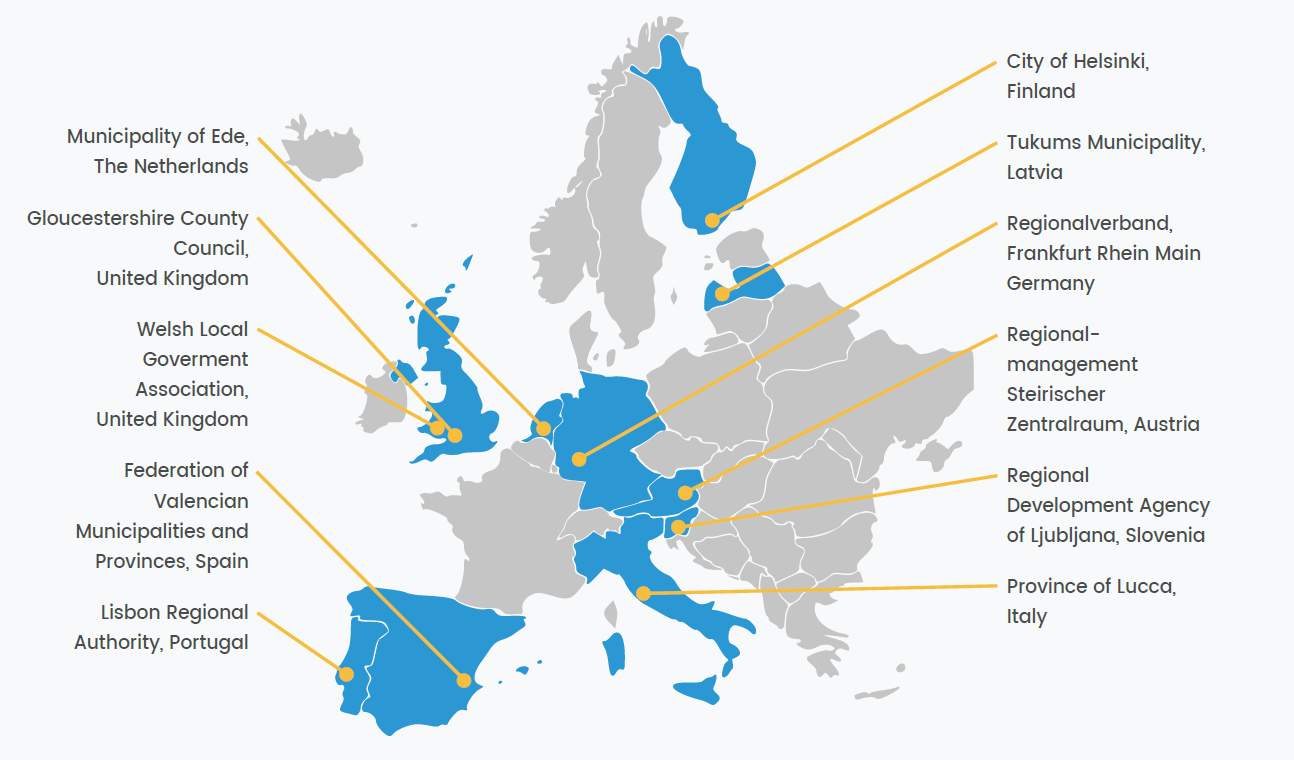 Municipality of Ede,
The Netherlands
Gloucestershire County
Council,
United Kingdom
Welsh Local
Goverment
Association,
United Kingdom
Federation of
Valencian
Municipalities and
Provinces, Spain
Lisbon Regional
Authority, Portugal
City of Helsinki,
Finland
Tukums Municipality,
Latvia
Regionalverband,
Frankfurt Rhein Main
Germany
Regional-
management
Steirischer
Zentralraum, Austria
Regional
Development Agency
of Ljubljana, Slovenia
Province of Lucca,
Italy